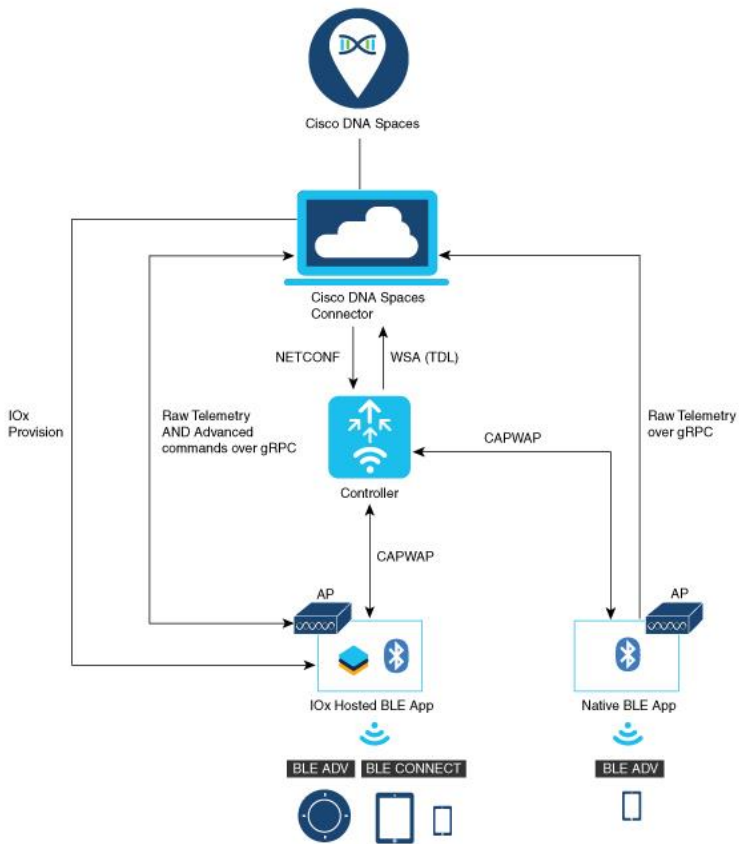 Cisco DNA Spaces
Cisco DNA Spaces
Connector
NETCONF
WSA (TDL)
IOx
Provision
Raw Telemetry
AND Advanced
commands over gRPC
CAPWAP
Raw Telemetry
over gRPC
Controller
CAPWAP
AP
AP
IOx Hosted BLE App
Native BLE App
BLE ADV
BLE CONNECT
BLE ADV